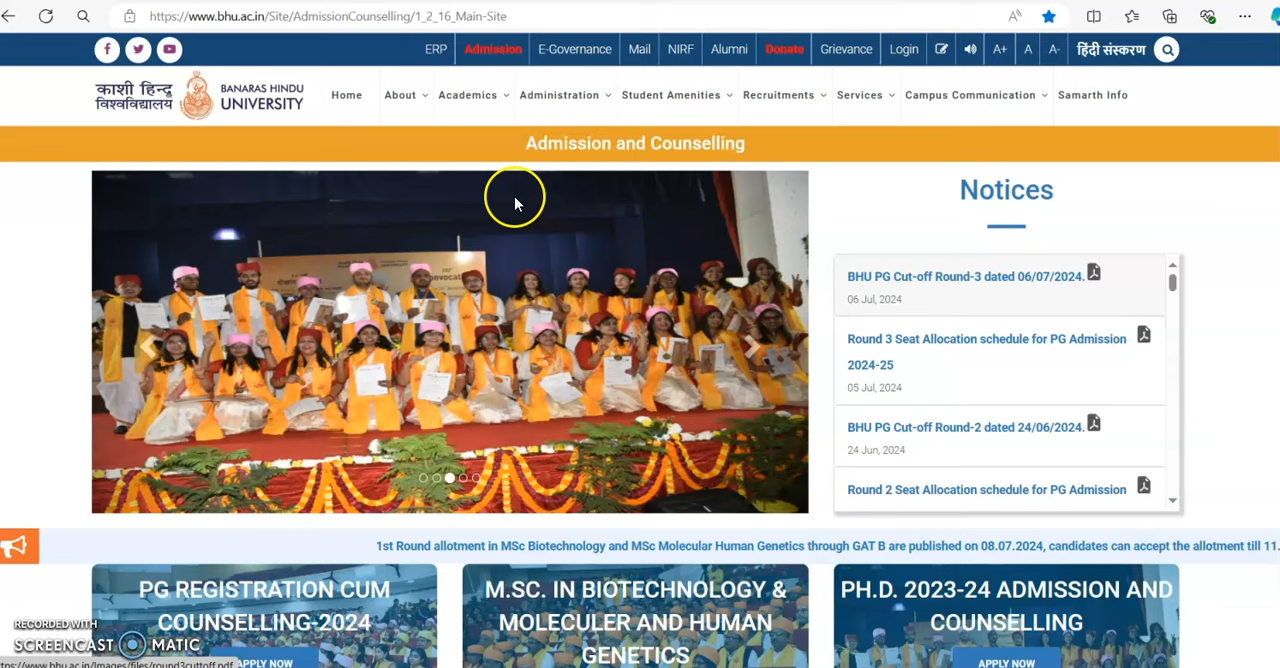 https://www.bhu.ac.in/Site/AdmissionCounselling/1_2_16_Main-Site
ERP Admission E-Governance Mail NIRF Alumni Donate Grievance Login A+ A A- हिंदी संस्करण
काशी हिन्दू विश्वविद्यालय
BANARAS HINDU UNIVERSITY
Home About Academics Administration Student Amenities Recruitments Services Campus Communication Samarth Info
Admission and Counselling
Notices
BHU PG Cut-off Round-3 dated 06/07/2024.
06 Jul, 2024
Round 3 Seat Allocation schedule for PG Admission
2024-25
05 Jul, 2024
BHU PG Cut-off Round-2 dated 24/06/2024.
24 Jun, 2024
Round 2 Seat Allocation schedule for PG Admission
1st Round allotment in MSc Biotechnology and MSc Molecular Human Genetics through GAT B are published on 08.07.2024, candidates can accept the allotment till 11.
PG REGISTRATION CUM
COUNSELLING-2024
APPLY NOW
M.SC. IN BIOTECHNOLOGY &
MOLECULER AND HUMAN
GENETICS
PH.D. 2023-24 ADMISSION AND
COUNSELLING
APPLY NOW
RECORDED WITH
SCREENCAST MATIC
tps://www.bhu.ac.in/Images/files/round3cuttoff.pdf